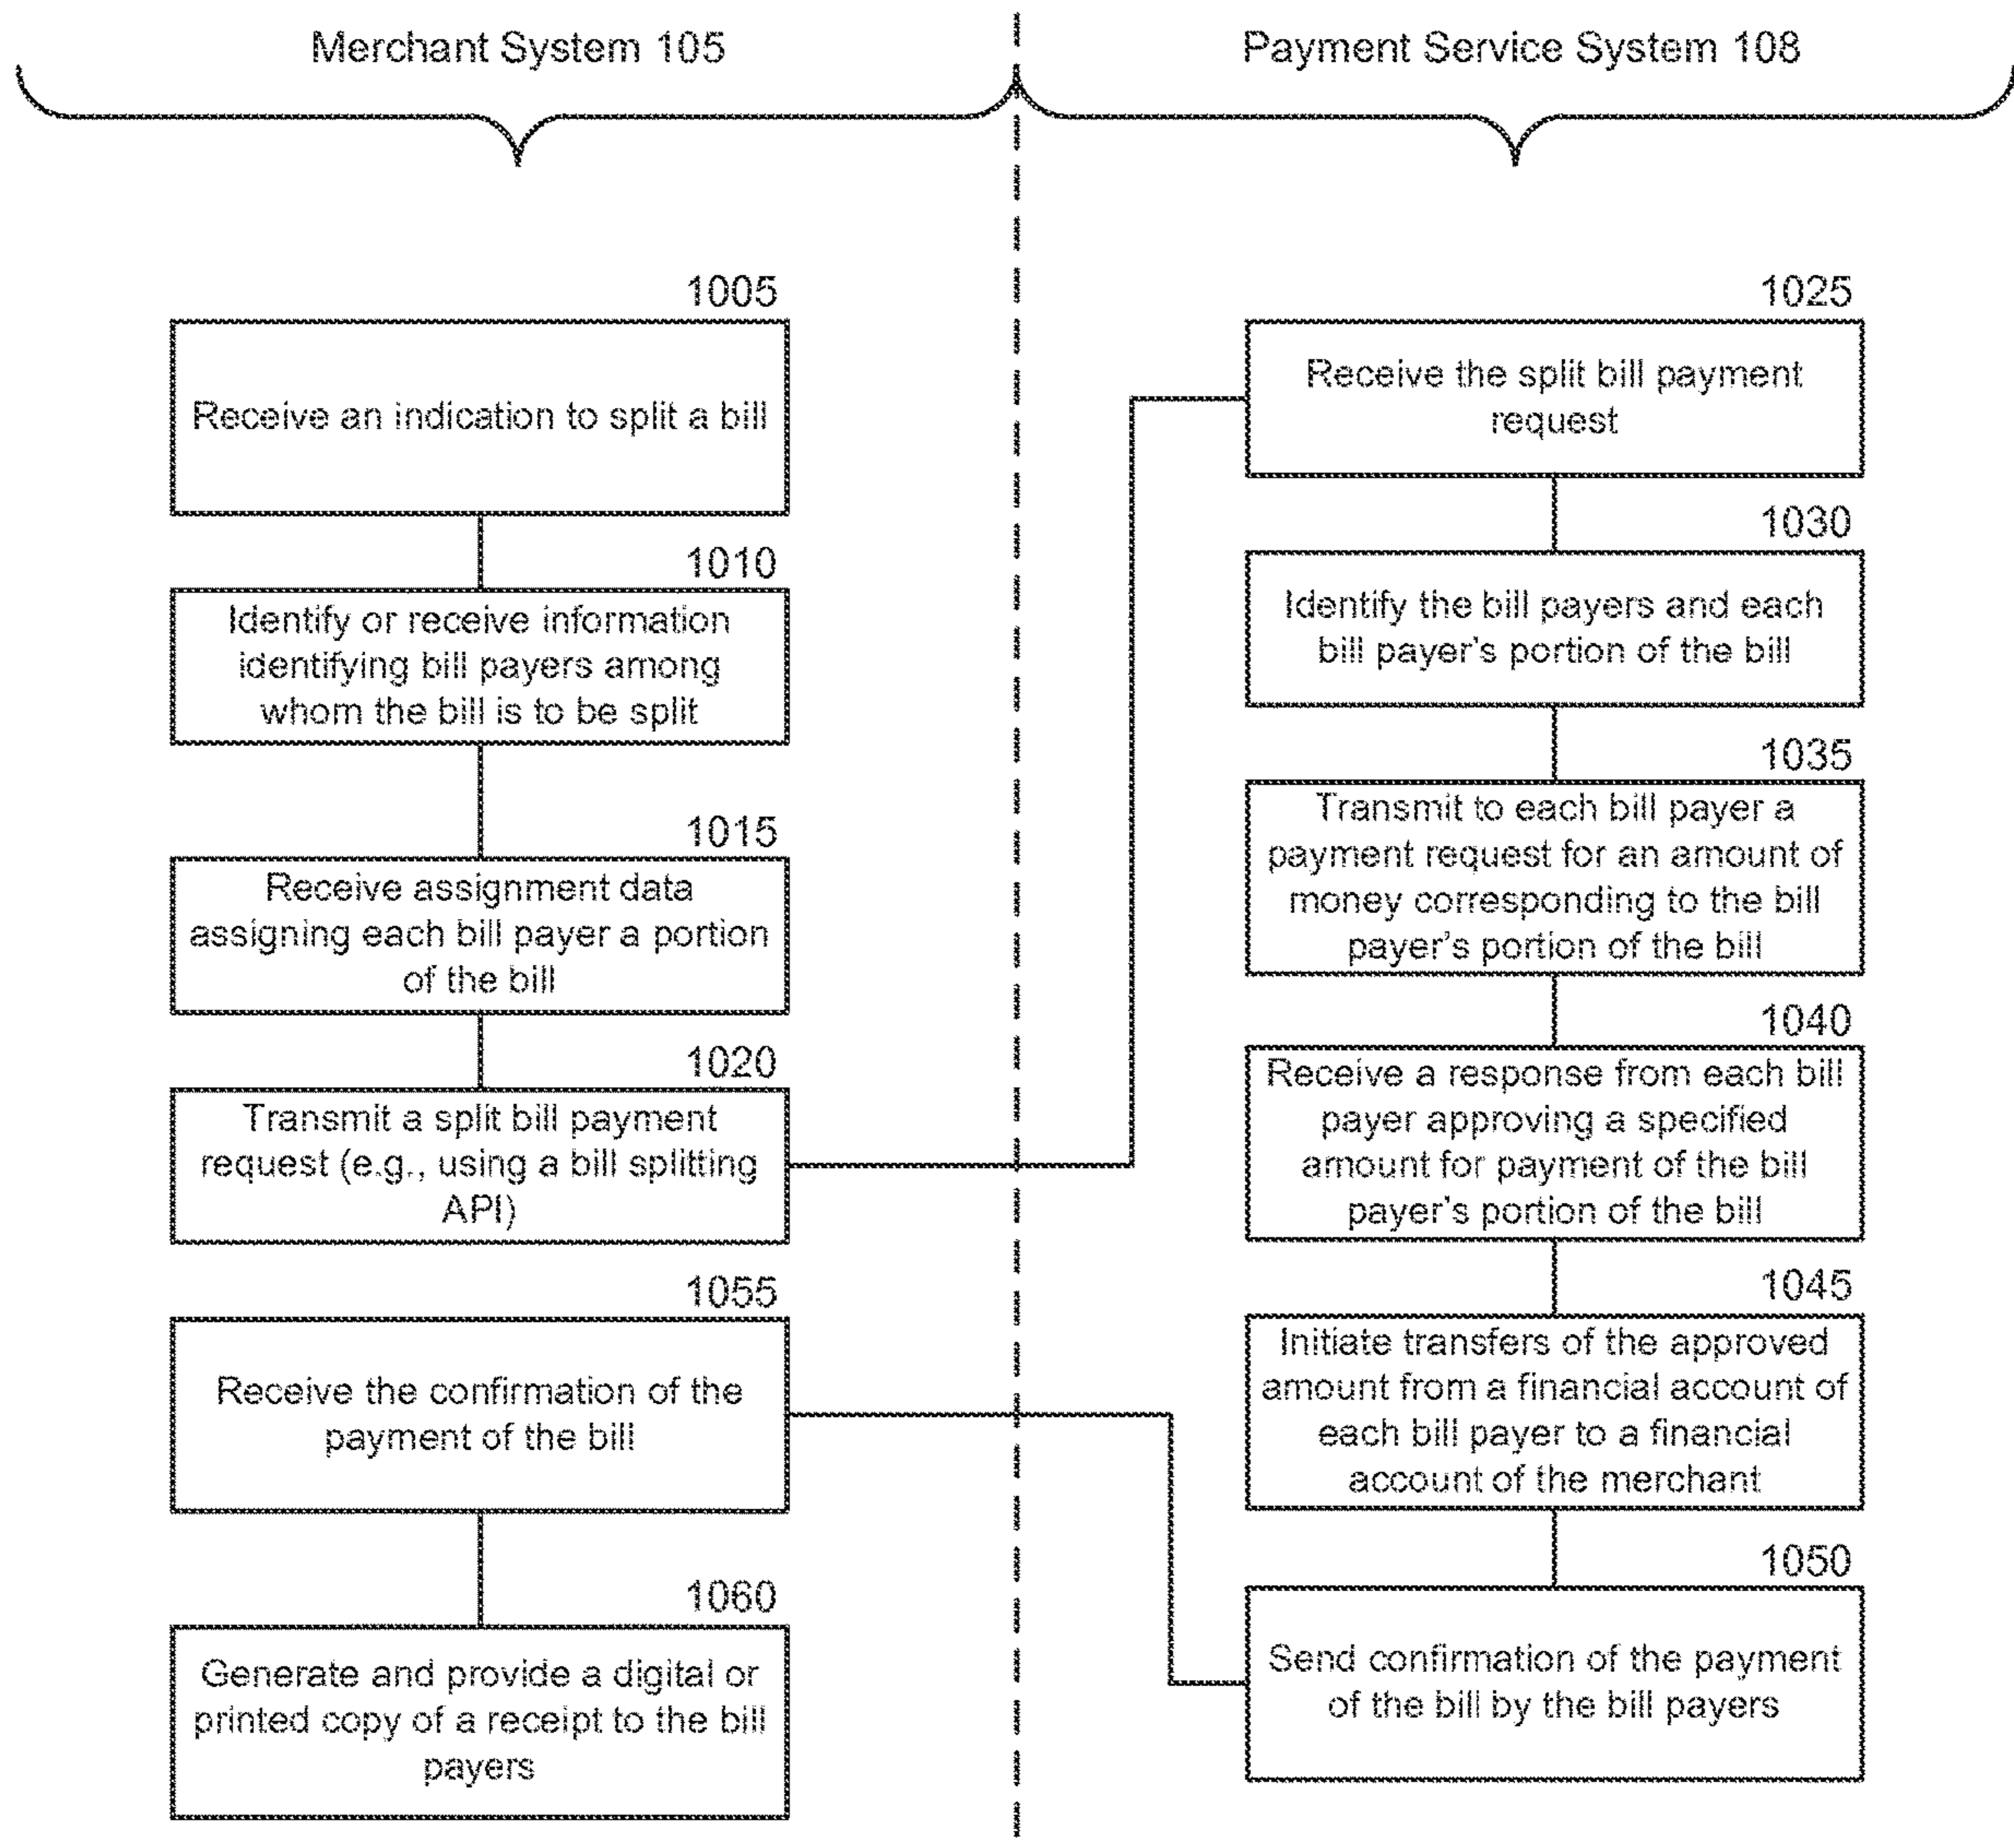 Merchant System 105
Payment Service System 108
1005
Receive an indication to split a bill
1010
Identify or receive information
identifying bill payers among
whom the bill is to be split
1015
Receive assignment data
assigning each bill payer a portion
of the bill
1020
Transmit a split bill payment
request (e.g., using a bill splitting
API)
1055
Receive the confirmation of the
payment of the bill
1060
Generate and provide a digital or
printed copy of a receipt to the bill
payers
1025
Receive the split bill payment
request
1030
Identify the bill payers and each
bill payer's portion of the bill
1035
Transmit to each bill payer a
payment request for an amount of
money corresponding to the bill
payer's portion of the bill
1040
Receive a response from each bill
payer approving a specified
amount for payment of the bill
payer's portion of the bill
1045
Initiate transfers of the approved
amount from a financial account of
each bill payer to a financial
account of the merchant
1050
Send confirmation of the payment
of the bill by the bill payers